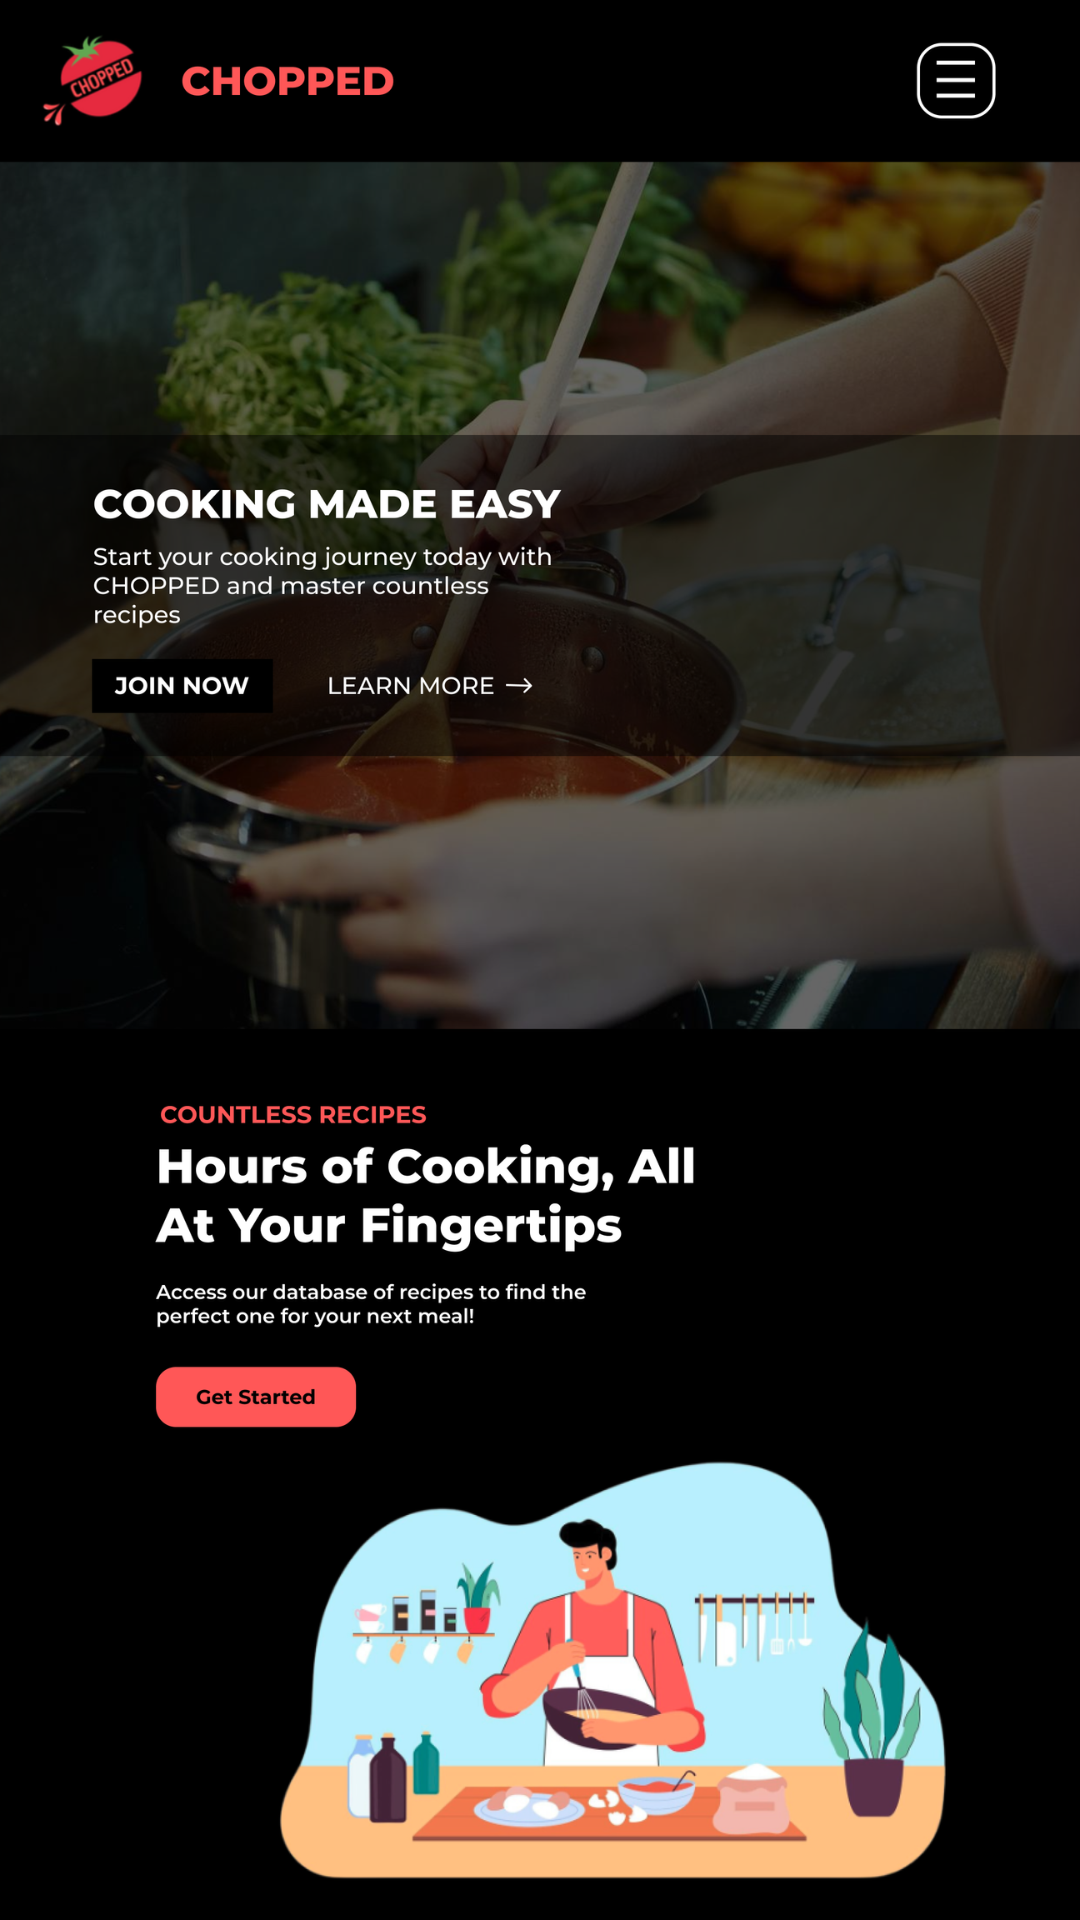 CHOPPED
CHOPPED
COOKING MADE EASY
Start your cooking journey today with
CHOPPED and master countless
recipes
JOIN NOW
LEARN MORE →
COUNTLESS RECIPES
Hours of Cooking, All
At Your Fingertips
Access our database of recipes to find the
perfect one for your next meal!
Get Started